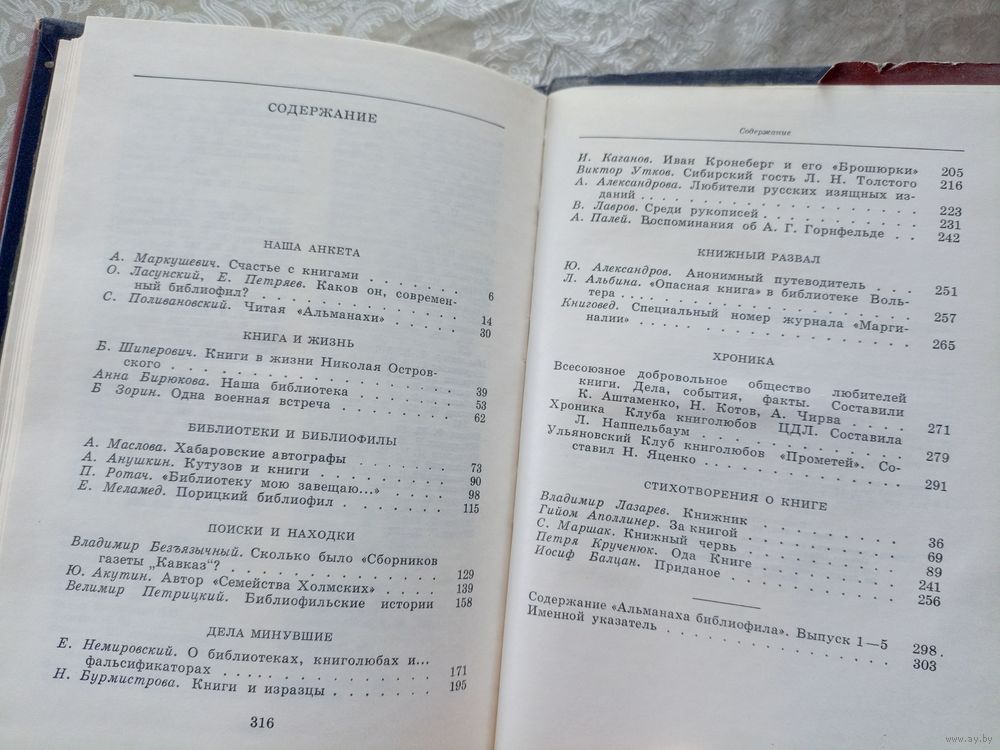 СОДЕРЖАНИЕ
НАША АНКЕТА
А. Маркушевич. Счастье с книгами . . . . . . . 6
О. Ласунский, Е. Петряев. Каков он, современ-
ный библиофил? . . . . . . . . . . . . 14
С. Поливановский. Читая «Альманахи» . . . . . 30
КНИГА И ЖИЗНЬ
Б. Шиперович. Книги в жизни Николая Остров-
ского . . . . . . . . . . . . . . . . 39
Анна Бирюкова. Наша библиотека . . . . . . . 53
Б Зорин. Одна военная встреча . . . . . . . . 62
БИБЛИОТЕКИ И БИБЛИОФИЛЫ
А. Маслова. Хабаровские автографы . . . . . . 73
А. Анушкин. Кутузов и книги . . . . . . . . . 90
П. Ротач. «Библиотеку мою завещаю...» . . . . . 98
Е. Меламед. Порицкий библиофил . . . . . . . 115
ПОИСКИ И НАХОДКИ
Владимир Безъязычный. Сколько было «Сборников
газеты „Кавказ“? . . . . . . . . . . . . 129
Ю. Акутин. Автор «Семейства Холмских» . . . . 139
Велимир Петрицкий. Библиофильские истории 158
ДЕЛА МИНУВШИЕ
Е. Немировский. О библиотеках, книголюбах и...
фальсификаторах . . . . . . . . . . . . 171
Н. Бурмистрова. Книги и изразцы . . . . . . . 195
316
Содержание
И. Каганов. Иван Кронеберг и его «Брошюрки» 205
Виктор Утков. Сибирский гость Л. Н. Толстого 216
А. Александрова. Любители русских изящных из-
даний . . . . . . . . . . . . . . . . 223
В. Лавров. Среди рукописей . . . . . . . . . 231
А. Палей. Воспоминания об А. Г. Горнфельде . . 242
КНИЖНЫЙ РАЗВАЛ
Ю. Александров. Анонимный путеводитель . . . . 251
Л. Альбина. «Опасная книга» в библиотеке Воль-
тера . . . . . . . . . . . . . . . . 257
Книговед. Специальный номер журнала «Марги-
налии» . . . . . . . . . . . . . . . . 265
ХРОНИКА
Всесоюзное добровольное общество любителей
книги. Дела, события, факты. Составили
К. Аштаменко, Н. Котов, А. Чирва . . . . 271
Хроника Клуба книголюбов ЦДЛ. Составила
Л. Наппельбаум . . . . . . . . . . . . 279
Ульяновский Клуб книголюбов «Прометей». Со-
ставил Н. Яценко . . . . . . . . . . . 291
СТИХОТВОРЕНИЯ О КНИГЕ
Владимир Лазарев. Книжник . . . . . . . . . 36
Гийом Аполлинер. За книгой . . . . . . . . . 69
С. Маршак. Книжный червь . . . . . . . . . . 89
Петря Крученюк. Ода Книге . . . . . . . . . 241
Иосиф Балцан. Приданое . . . . . . . . . . . 256
Содержание «Альманаха библиофила». Выпуск 1—5 298.
Именной указатель . . . . . . . . . . . . 303
www.ay.by